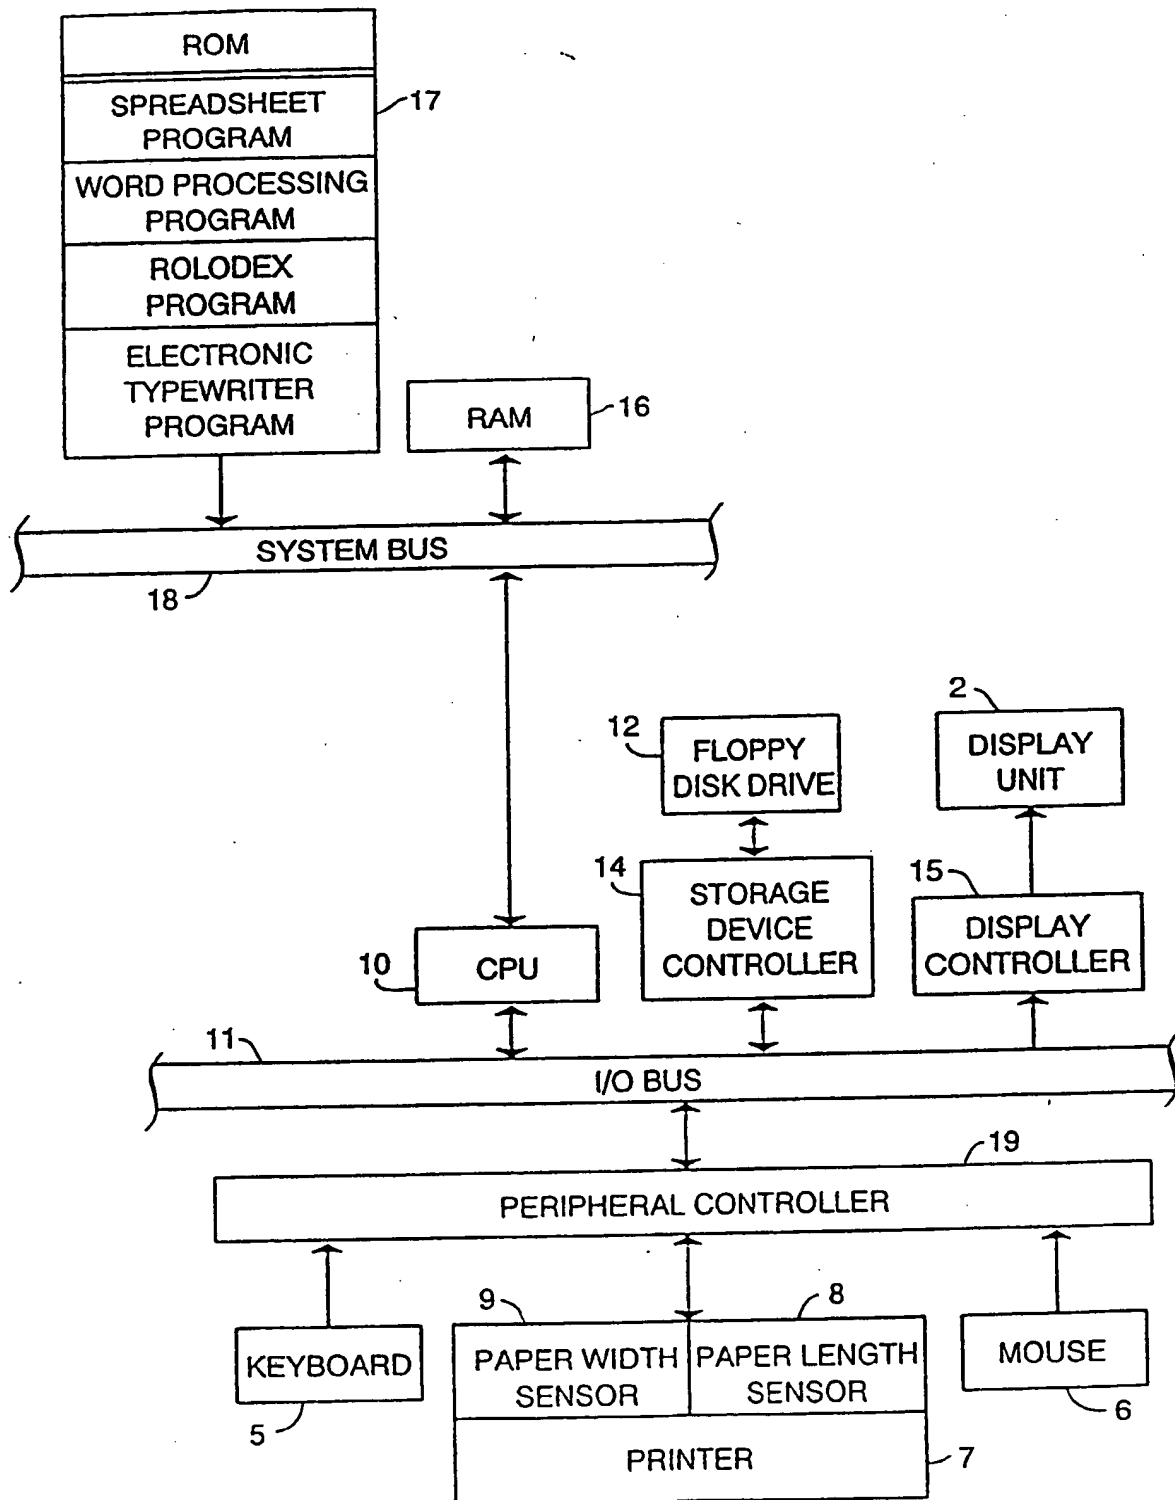 ROM
SPREADSHEET
PROGRAM
17
WORD PROCESSING
PROGRAM
ROLODEX
PROGRAM
ELECTRONIC
TYPEWRITER
PROGRAM
RAM
16
SYSTEM BUS
18
12
FLOPPY
DISK DRIVE
2
DISPLAY
UNIT
14
STORAGE
DEVICE
CONTROLLER
15
DISPLAY
CONTROLLER
10
CPU
11
I/O BUS
19
PERIPHERAL CONTROLLER
KEYBOARD
5
9
PAPER WIDTH
SENSOR
8
PAPER LENGTH
SENSOR
PRINTER
7
MOUSE
6